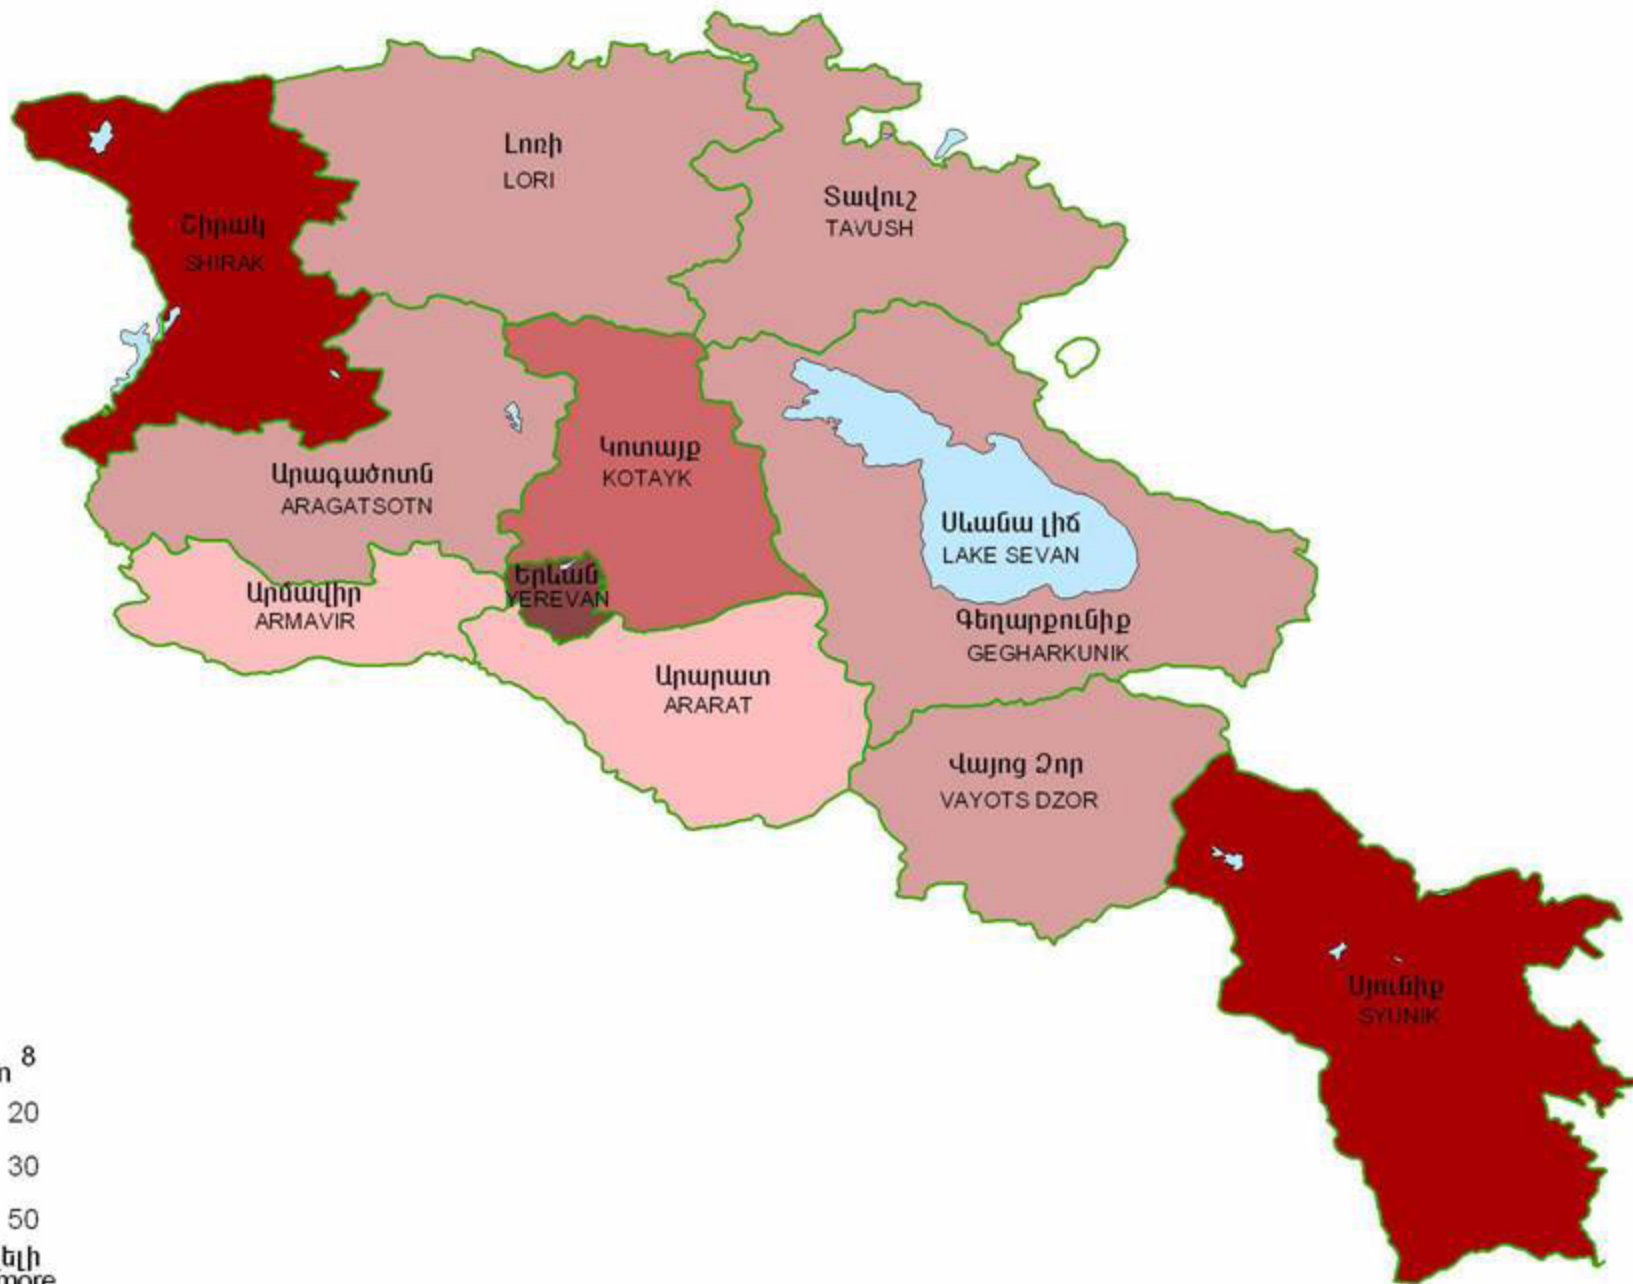 Լոռի
LORI
Տավուշ
TAVUSH
Շիրակ
SHIRAK
Կոտայք
KOTAYK
Արագածոտն
ARAGATSOTN
Սևանա լիճ
LAKE SEVAN
Երևան
YEREVAN
Արմավիր
ARMAVIR
Գեղարքունիք
GEGHARKUNIK
Արարատ
ARARAT
Վայոց Ձոր
VAYOTS DZOR
Սյունիք
SYUNIK
8
20
30
50
more